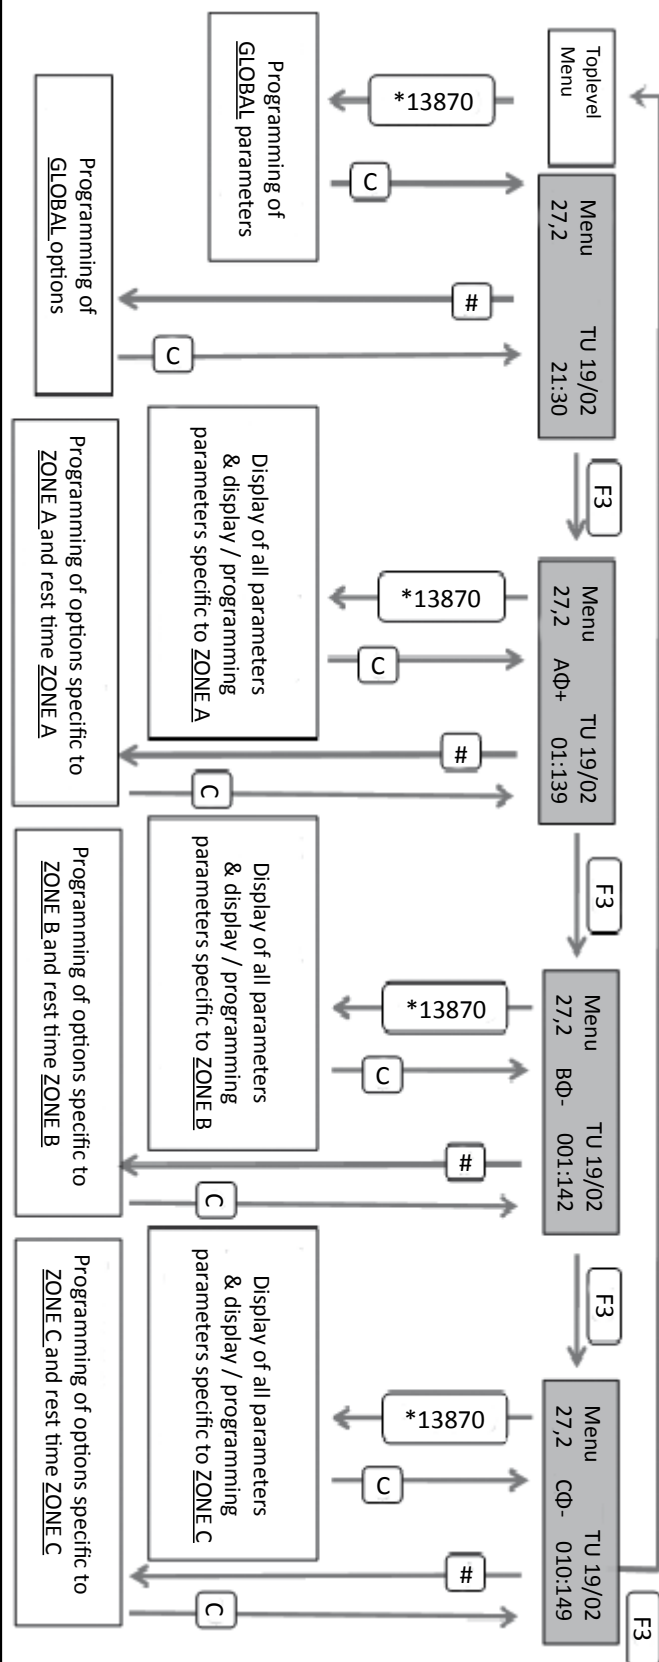 Toplevel
Menu
Menu TU 19/02
27,2 21:30
F3
Menu TU 19/02
27,2 АФ+ 01:139
F3
Menu TU 19/02
27,2 ВФ- 001:142
F3
Menu TU 19/02
27,2 СФ- 010:149
F3
*13870
C
#
C
*13870
C
#
C
*13870
C
#
C
*13870
C
#
C
Programming of
GLOBAL parameters
Programming of
GLOBAL options
Display of all parameters
& display / programming
parameters specific to ZONE A
Programming of options specific to
ZONE A and rest time ZONE A
Display of all parameters
& display / programming
parameters specific to ZONE B
Programming of options specific to
ZONE B and rest time ZONE B
Display of all parameters
& display / programming
parameters specific to ZONE C
Programming of options specific to
ZONE C and rest time ZONE C